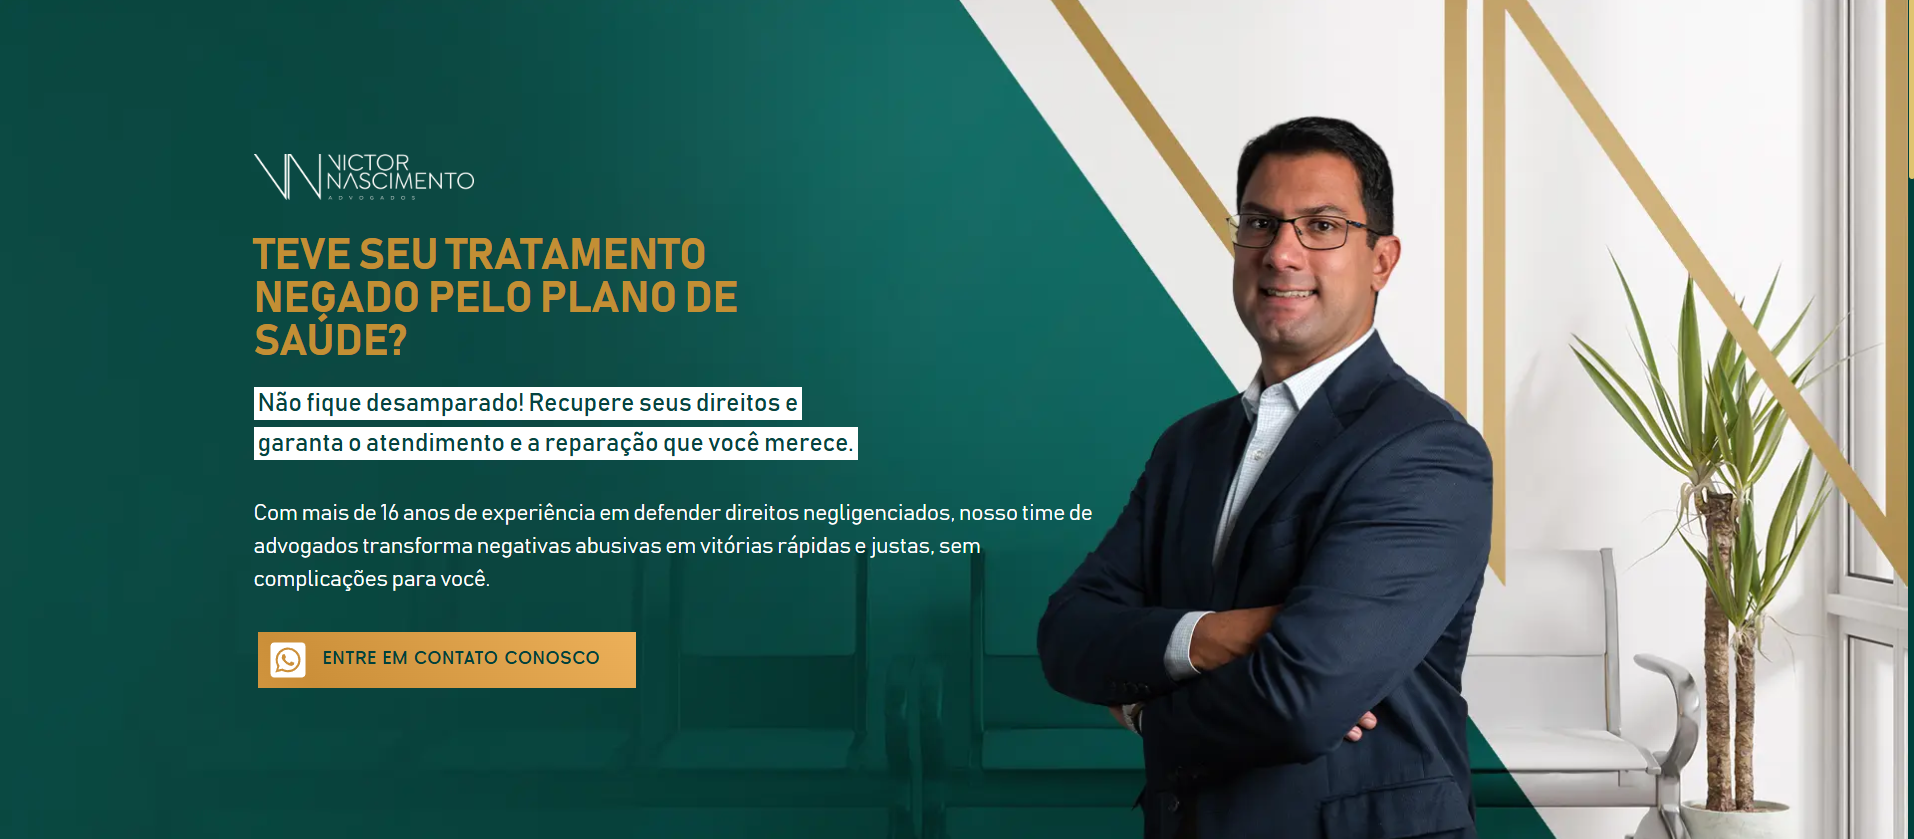 VN VICTOR
NASCIMENTO
ADVOGADOS
TEVE SEU TRATAMENTO
NEGADO PELO PLANO DE
SAÚDE?
Não fique desamparado! Recupere seus direitos e
garanta o atendimento e a reparação que você merece.
Com mais de 16 anos de experiência em defender direitos negligenciados, nosso time de
advogados transforma negativas abusivas em vitórias rápidas e justas, sem
complicações para você.
ENTRE EM CONTATO CONOSCO